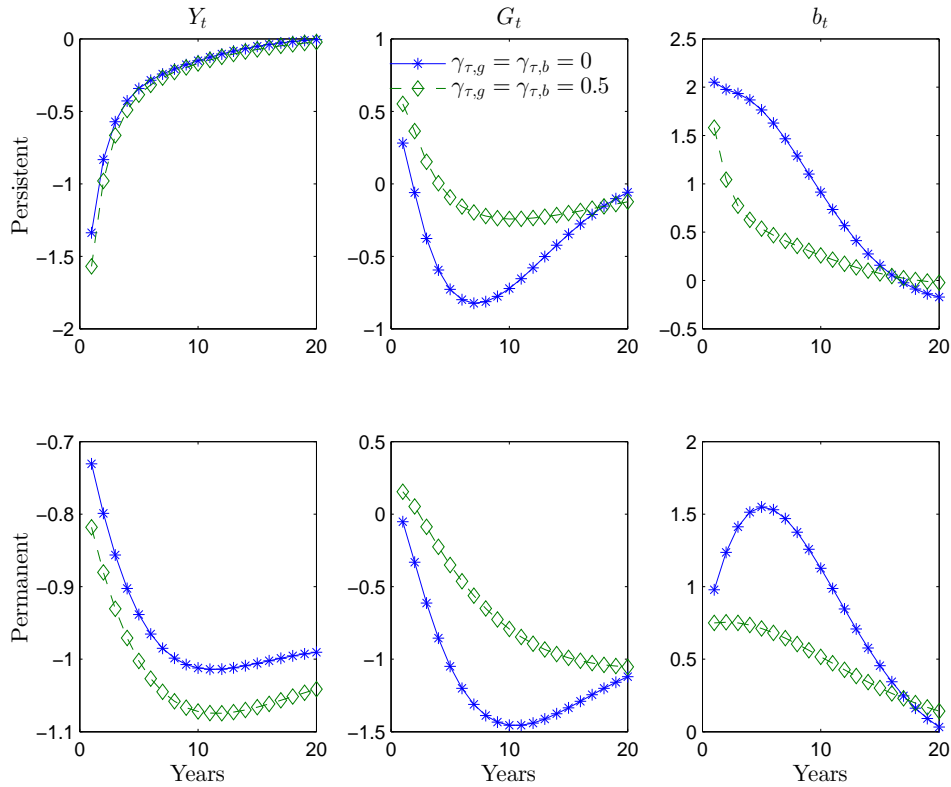 Y_t G_t b_t
Persistent
0
−0.5
−1
−1.5
−2
0 10 20
1
0.5
0
−0.5
−1
0 10 20
γ_{τ,g} = γ_{τ,b} = 0
γ_{τ,g} = γ_{τ,b} = 0.5
2.5
2
1.5
1
0.5
0
−0.5
0 10 20
Permanent
−0.7
−0.8
−0.9
−1
−1.1
0 10 20
Years
0.5
0
−0.5
−1
−1.5
0 10 20
Years
2
1.5
1
0.5
0
0 10 20
Years